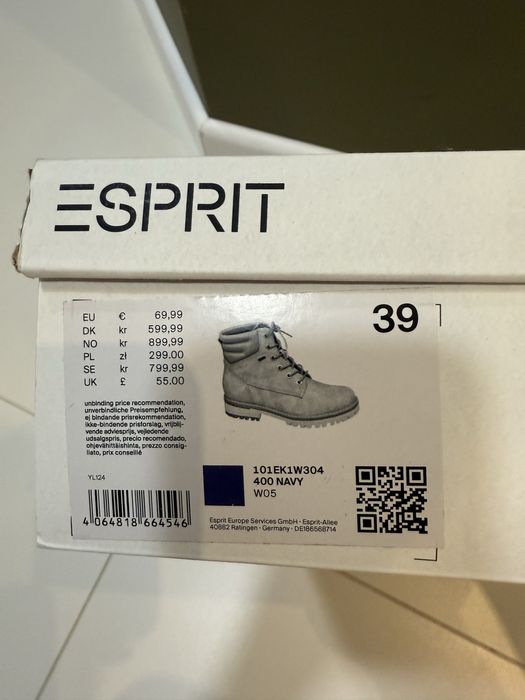 ESPRIT
39
EU € 69,99
DK kr 599,99
NO kr 899,99
PL zł 299.00
SE kr 799,99
UK £ 55.00
unbinding price recommendation,
unverbindliche Preisempfehlung,
ej bindande prisrekommendation,
ikke-bindende prisforslag, vrijblij-
vende adviesprijs, vejledende
udsalgspris, precio recomendado,
ohjevähittäishinta, prezzo consig-
liato, prix conseillé
YL124
4 064818 664546
101EK1W304
400 NAVY
W05
Esprit Europe Services GmbH · Esprit-Allee
40882 Ratingen · Germany · DE186568714